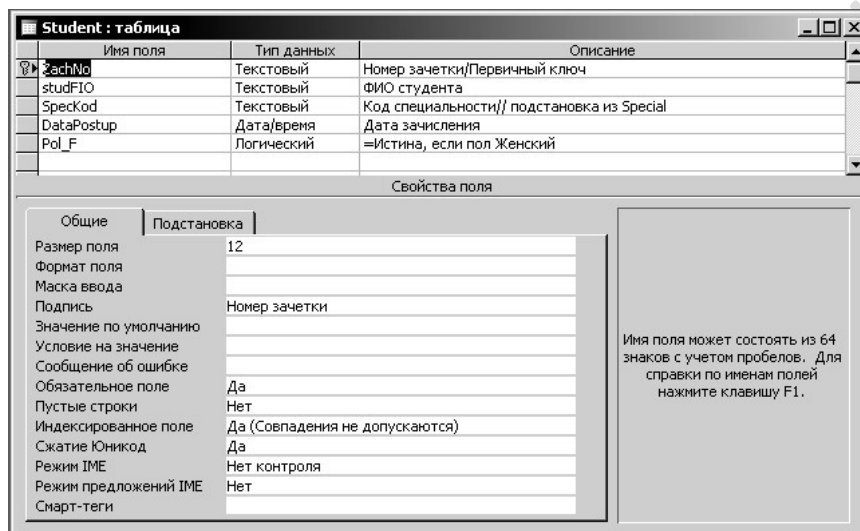 Student : таблица
Имя поля Тип данных Описание
ZachNo Текстовый Номер зачетки/Первичный ключ
studFIO Текстовый ФИО студента
SpecKod Текстовый Код специальности// подстановка из Special
DataPostup Дата/время Дата зачисления
Pol_F Логический =Истина, если пол Женский
Свойства поля
Общие Подстановка
Размер поля 12
Формат поля
Маска ввода
Подпись Номер зачетки
Значение по умолчанию
Условие на значение
Сообщение об ошибке
Обязательное поле Да
Пустые строки Нет
Индексированное поле Да (Совпадения не допускаются)
Сжатие Юникод Да
Режим IME Нет контроля
Режим предложений IME Нет
Смарт-теги
Имя поля может состоять из 64
знаков с учетом пробелов. Для
справки по именам полей
нажмите клавишу F1.